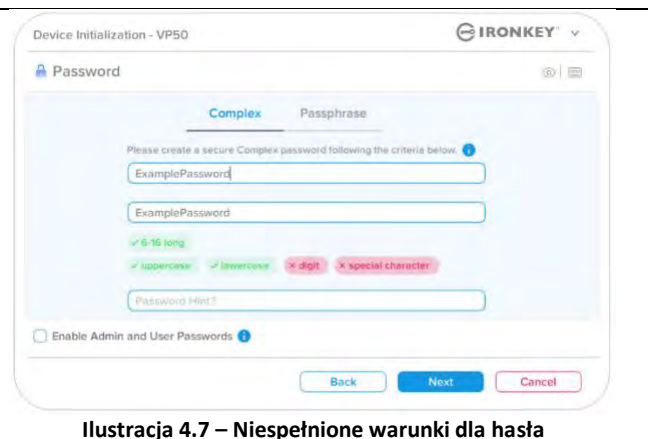 Device Initialization - VP50
IRONKEY
Password
Complex Passphrase
Please create a secure Complex password following the criteria below.
ExamplePassword
ExamplePassword
✓ 6-16 long
✓ uppercase ✓ lowercase × digit × special character
Password Hint?
Enable Admin and User Passwords
Back Next Cancel
Ilustracja 4.7 – Niespełnione warunki dla hasła